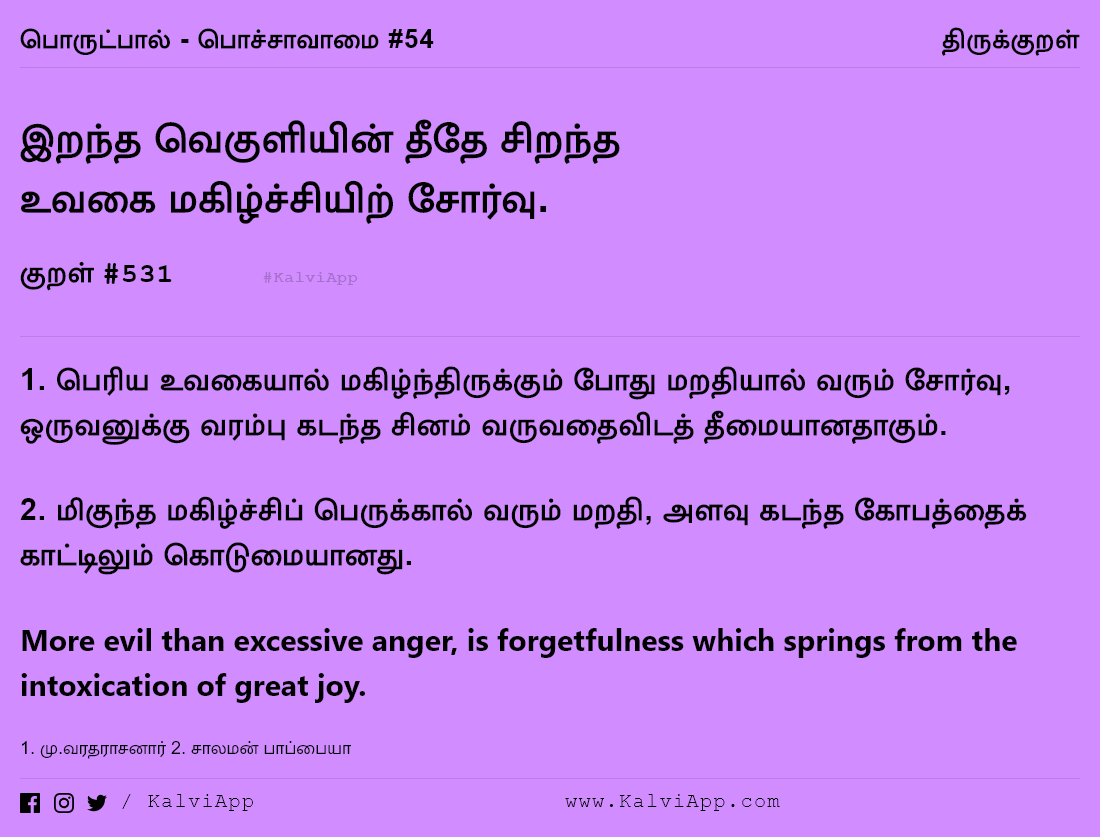 பொருட்பால் - பொச்சாவாமை #54 திருக்குறள்
இறந்த வெகுளியின் தீதே சிறந்த
உவகை மகிழ்ச்சியிற் சோர்வு.
குறள் #531 #KalviApp
1. பெரிய உவகையால் மகிழ்ந்திருக்கும் போது மறதியால் வரும் சோர்வு,
ஒருவனுக்கு வரம்பு கடந்த சினம் வருவதைவிடத் தீமையானதாகும்.
2. மிகுந்த மகிழ்ச்சிப் பெருக்கால் வரும் மறதி, அளவு கடந்த கோபத்தைக்
காட்டிலும் கொடுமையானது.
More evil than excessive anger, is forgetfulness which springs from the
intoxication of great joy.
1. மு.வரதராசனார் 2. சாலமன் பாப்பையா
/ KalviApp www.KalviApp.com